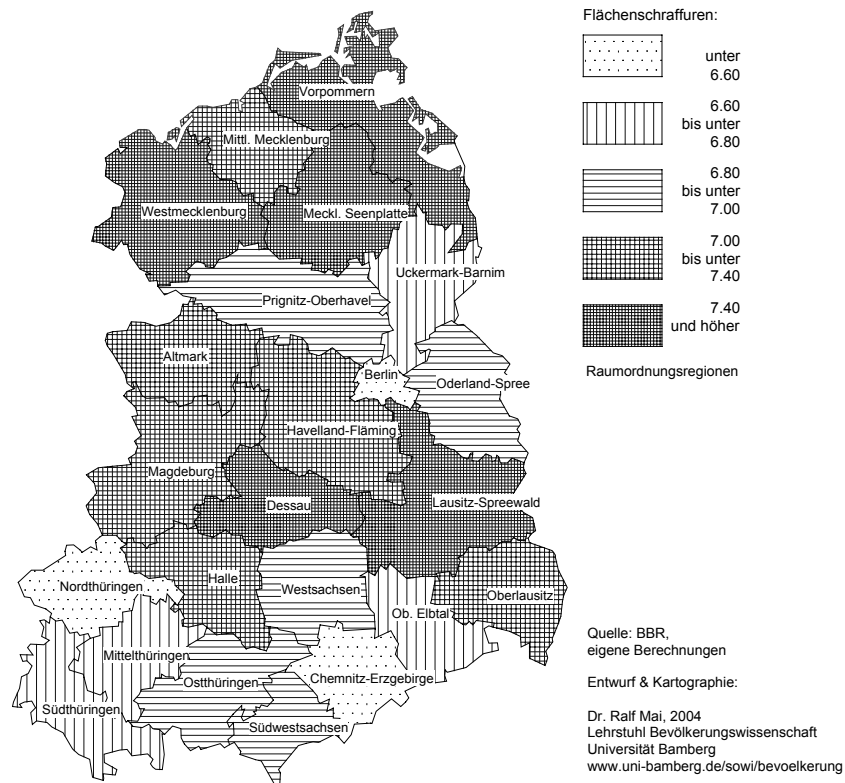 Flächenschraffuren:
unter
6.60
6.60
bis unter
6.80
6.80
bis unter
7.00
7.00
bis unter
7.40
7.40
und höher
Raumordnungsregionen
Vorpommern
Mittl. Mecklenburg
Westmecklenburg
Meckl. Seenplatte
Uckermark-Barnim
Prignitz-Oberhavel
Altmark
Berlin
Oderland-Spree
Havelland-Fläming
Magdeburg
Dessau
Lausitz-Spreewald
Nordthüringen
Halle
Westsachsen
Oberlausitz
Ob. Elbtal
Mittelthüringen
Ostthüringen
Chemnitz-Erzgebirge
Südthüringen
Südwestsachsen
Quelle: BBR,
eigene Berechnungen
Entwurf & Kartographie:
Dr. Ralf Mai, 2004
Lehrstuhl Bevölkerungswissenschaft
Universität Bamberg
www.uni-bamberg.de/sowi/bevoelkerung